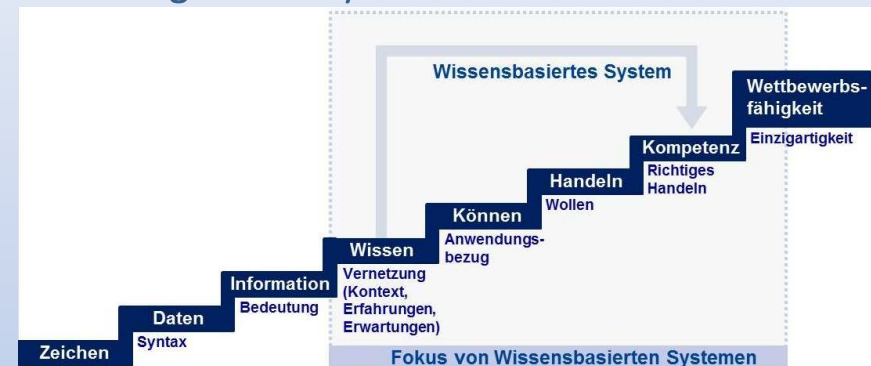 Wissensbasiertes System
Wettbewerbs-
fähigkeit
Einzigartigkeit
Kompetenz
Richtiges
Handeln
Handeln
Wollen
Können
Anwendungs-
bezug
Wissen
Vernetzung
(Kontext,
Erfahrungen,
Erwartungen)
Information
Bedeutung
Daten
Syntax
Zeichen
Fokus von Wissensbasierten Systemen